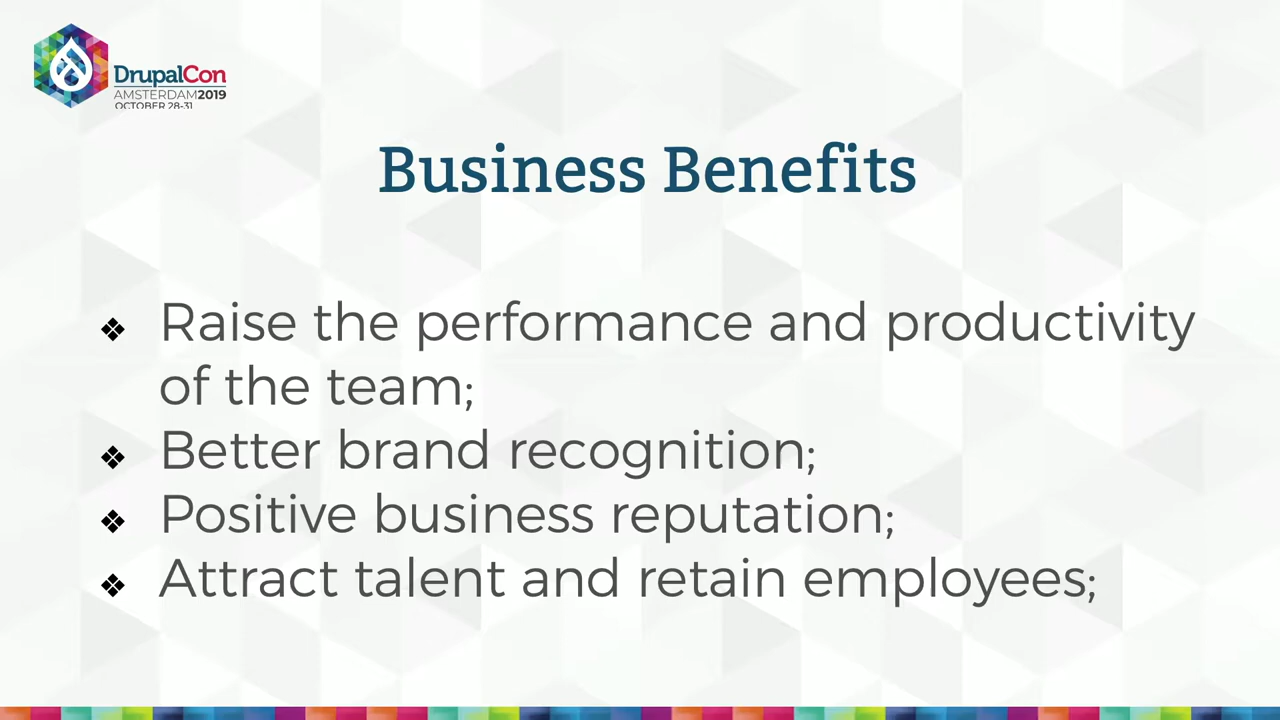 DrupalCon
AMSTERDAM2019
OCTOBER 28-31
Business Benefits
❖ Raise the performance and productivity
of the team;
❖ Better brand recognition;
❖ Positive business reputation;
❖ Attract talent and retain employees;